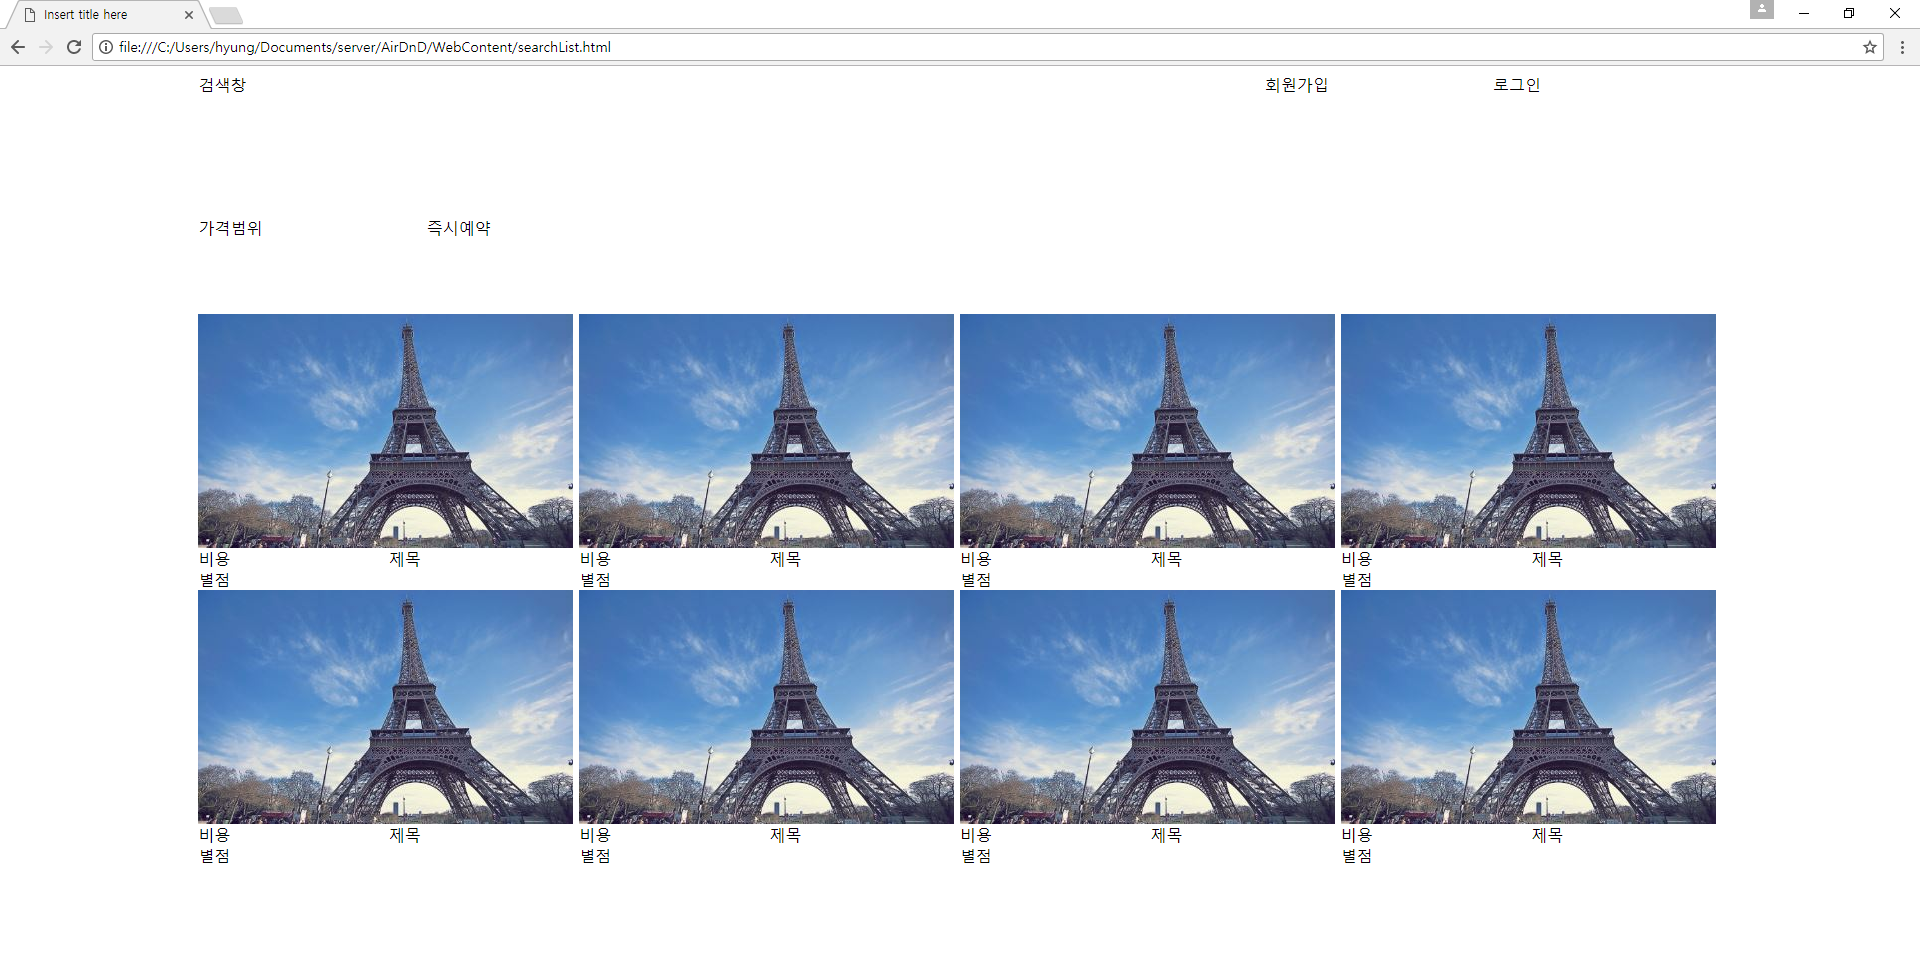 Insert title here
file:///C:/Users/hyung/Documents/server/AirDnD/WebContent/searchList.html
검색창 회원가입 로그인
가격범위 즉시예약
비용 제목 비용 제목 비용 제목 비용 제목
별점 별점 별점 별점
비용 제목 비용 제목 비용 제목 비용 제목
별점 별점 별점 별점